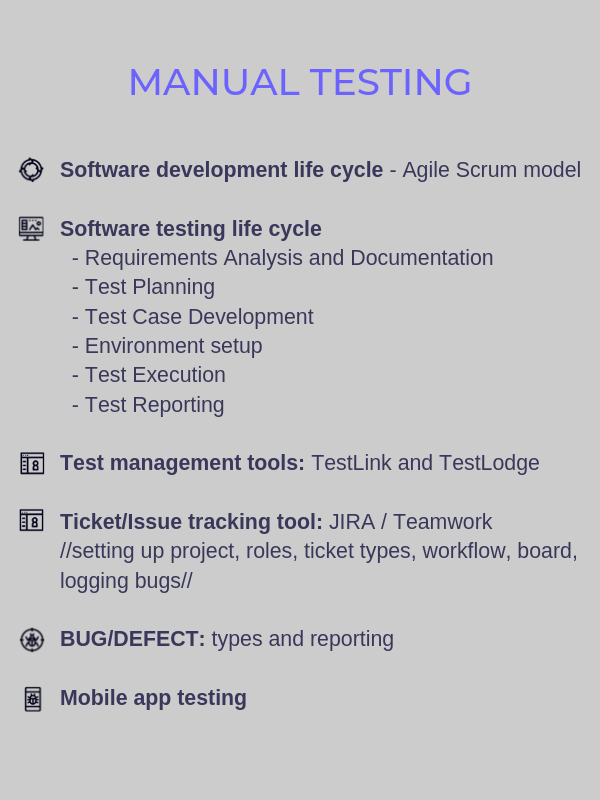 MANUAL TESTING
Software development life cycle - Agile Scrum model
Software testing life cycle
- Requirements Analysis and Documentation
- Test Planning
- Test Case Development
- Environment setup
- Test Execution
- Test Reporting
Test management tools: TestLink and TestLodge
Ticket/Issue tracking tool: JIRA / Teamwork
//setting up project, roles, ticket types, workflow, board,
logging bugs//
BUG/DEFECT: types and reporting
Mobile app testing